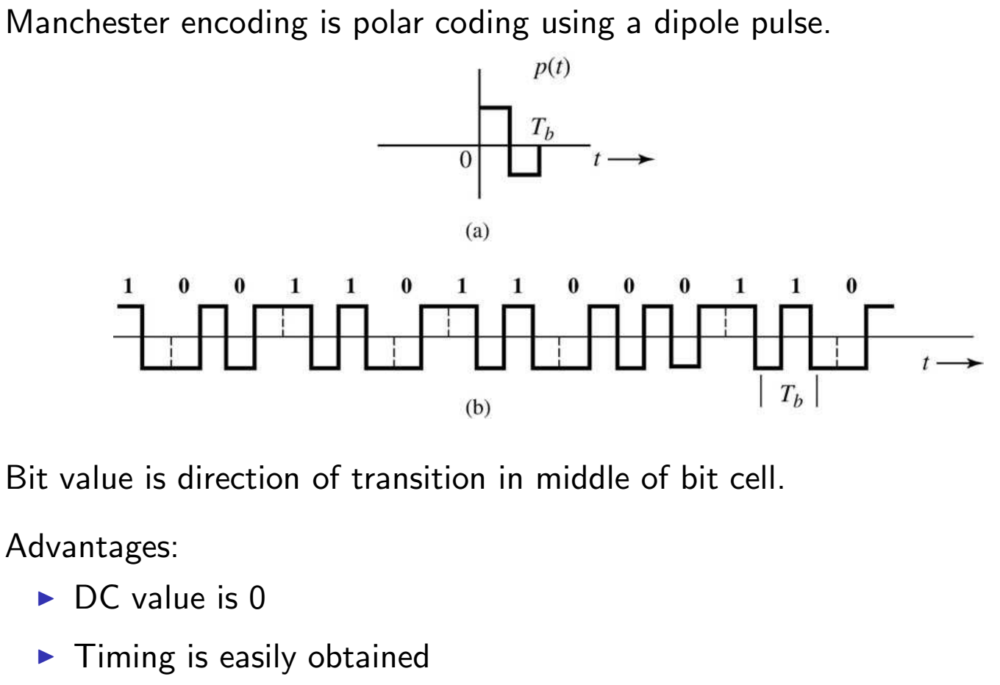 Manchester encoding is polar coding using a dipole pulse.
p(t)
T_b
0
t
(a)
1 0 0 1 1 0 1 1 0 0 0 1 1 0
t
T_b
(b)
Bit value is direction of transition in middle of bit cell.
Advantages:
DC value is 0
Timing is easily obtained